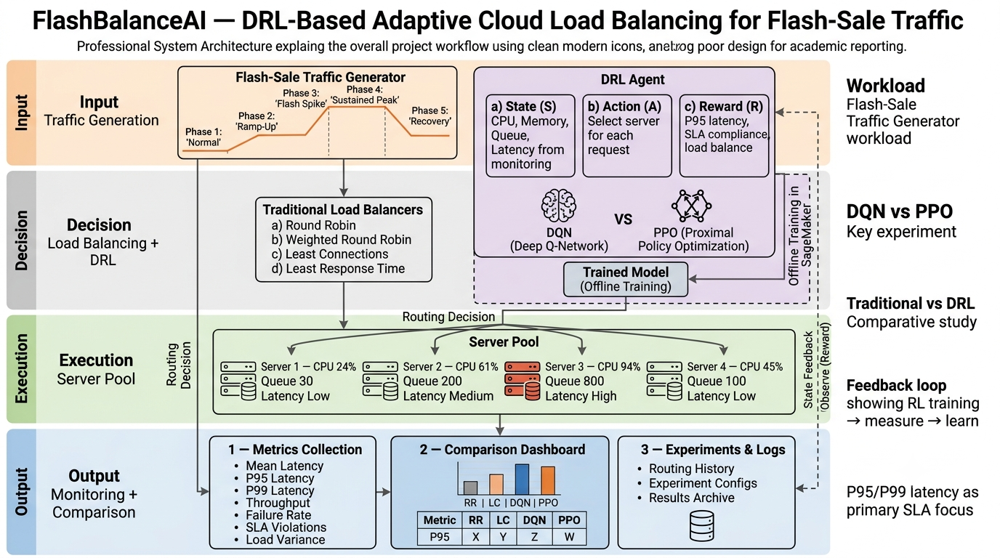 FlashBalanceAI — DRL-Based Adaptive Cloud Load Balancing for Flash-Sale Traffic
Professional System Architecture explaing the overall project workflow using clean modern icons, poor design for academic reporting.
Input
Input
Traffic Generation
Flash-Sale Traffic Generator
Phase 1:
'Normal'
Phase 2:
'Ramp-Up'
Phase 3:
'Flash Spike'
Phase 4:
'Sustained Peak'
Phase 5:
'Recovery'
DRL Agent
a) State (S)
CPU, Memory,
Queue,
Latency from
monitoring
b) Action (A)
Select server
for each
request
c) Reward (R)
P95 latency,
SLA compliance,
load balance
Workload
Flash-Sale
Traffic Generator
workload
Decision
Decision
Load Balancing +
DRL
Traditional Load Balancers
a) Round Robin
b) Weighted Round Robin
c) Least Connections
d) Least Response Time
DQN
(Deep Q-Network)
VS
PPO (Proximal
Policy Optimization)
Trained Model
(Offline Training)
Offline Training in
SageMaker
DQN vs PPO
Key experiment
Traditional vs DRL
Comparative study
Execution
Execution
Server Pool
Routing
Decision
Routing Decision
Server Pool
Server 1 — CPU 24%
Queue 30
Latency Low
Server 2 — CPU 61%
Queue 200
Latency Medium
Server 3 — CPU 94%
Queue 800
Latency High
Server 4 — CPU 45%
Queue 100
Latency Low
State Feedback
(Observe (Reward)
Feedback loop
showing RL training
→ measure → learn
Output
Output
Monitoring +
Comparison
1 — Metrics Collection
• Mean Latency
• P95 Latency
• P99 Latency
• Throughput
• Failure Rate
• SLA Violations
• Load Variance
2 — Comparison Dashboard
RR | LC | DQN | PPO
Metric RR LC DQN PPO
P95 X Y Z W
3 — Experiments & Logs
• Routing History
• Experiment Configs
• Results Archive
P95/P99 latency as
primary SLA focus